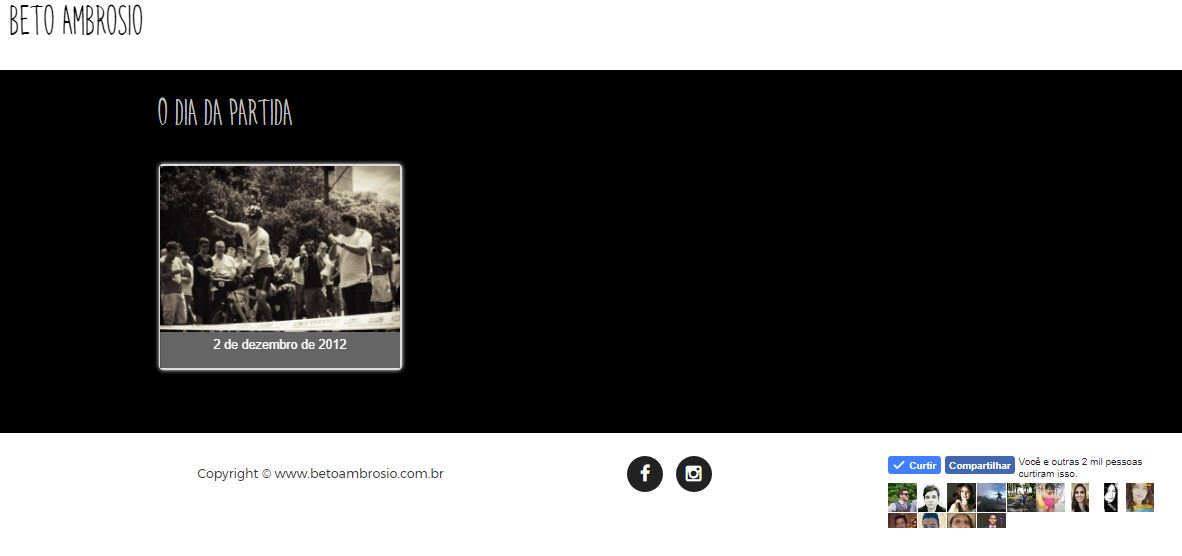 BETO AMBROSIO
O DIA DA PARTIDA
2 de dezembro de 2012
Copyright © www.betoambrosio.com.br
f
Curtir
Compartilhar
Você e outras 2 mil pessoas
curtiram isso.